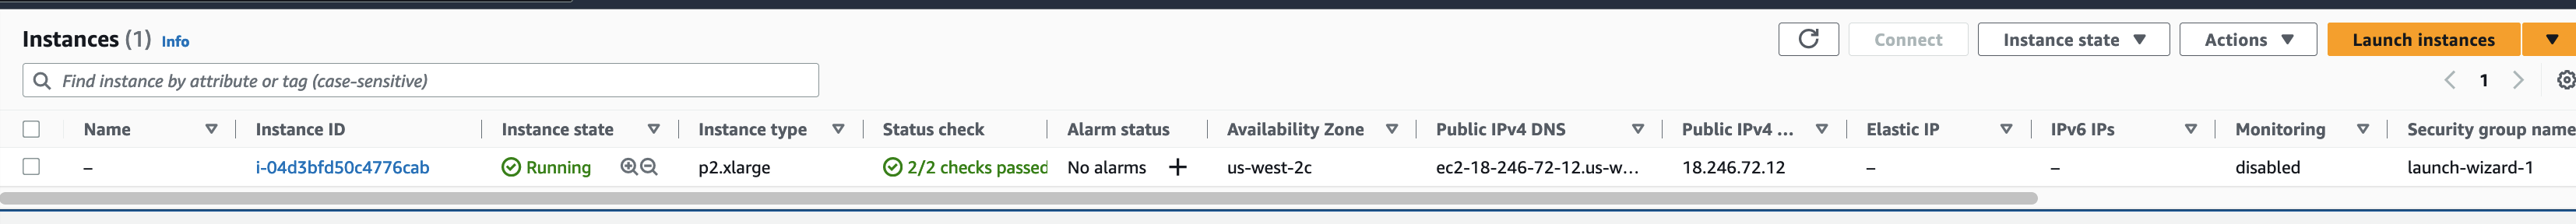 Instances (1) Info Connect Instance state Actions Launch instances
Find instance by attribute or tag (case-sensitive) 1
Name Instance ID Instance state Instance type Status check Alarm status Availability Zone Public IPv4 DNS Public IPv4 ... Elastic IP IPv6 IPs Monitoring Security group name
– i-04d3bfd50c4776cab Running p2.xlarge 2/2 checks passed No alarms + us-west-2c ec2-18-246-72-12.us-w... 18.246.72.12 – – disabled launch-wizard-1